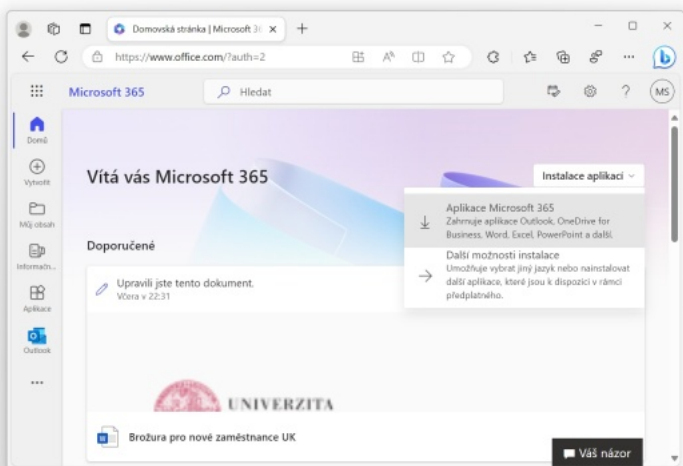 Domovská stránka | Microsoft 36
https://www.office.com/?auth=2
Microsoft 365
Hledat
MS
Domů
Vytvořit
Můj obsah
Informačn...
Aplikace
Outlook
Vítá vás Microsoft 365
Instalace aplikací
Aplikace Microsoft 365
Zahrnuje aplikace Outlook, OneDrive for
Business, Word, Excel, PowerPoint a další.
Další možnosti instalace
Umožňuje vybrat jiný jazyk nebo nainstalovat
další aplikace, které jsou k dispozici v rámci
předplatného.
Doporučené
Upravili jste tento dokument.
Včera v 22:31
UNIVERZITA
Brožura pro nové zaměstnance UK
Váš názor